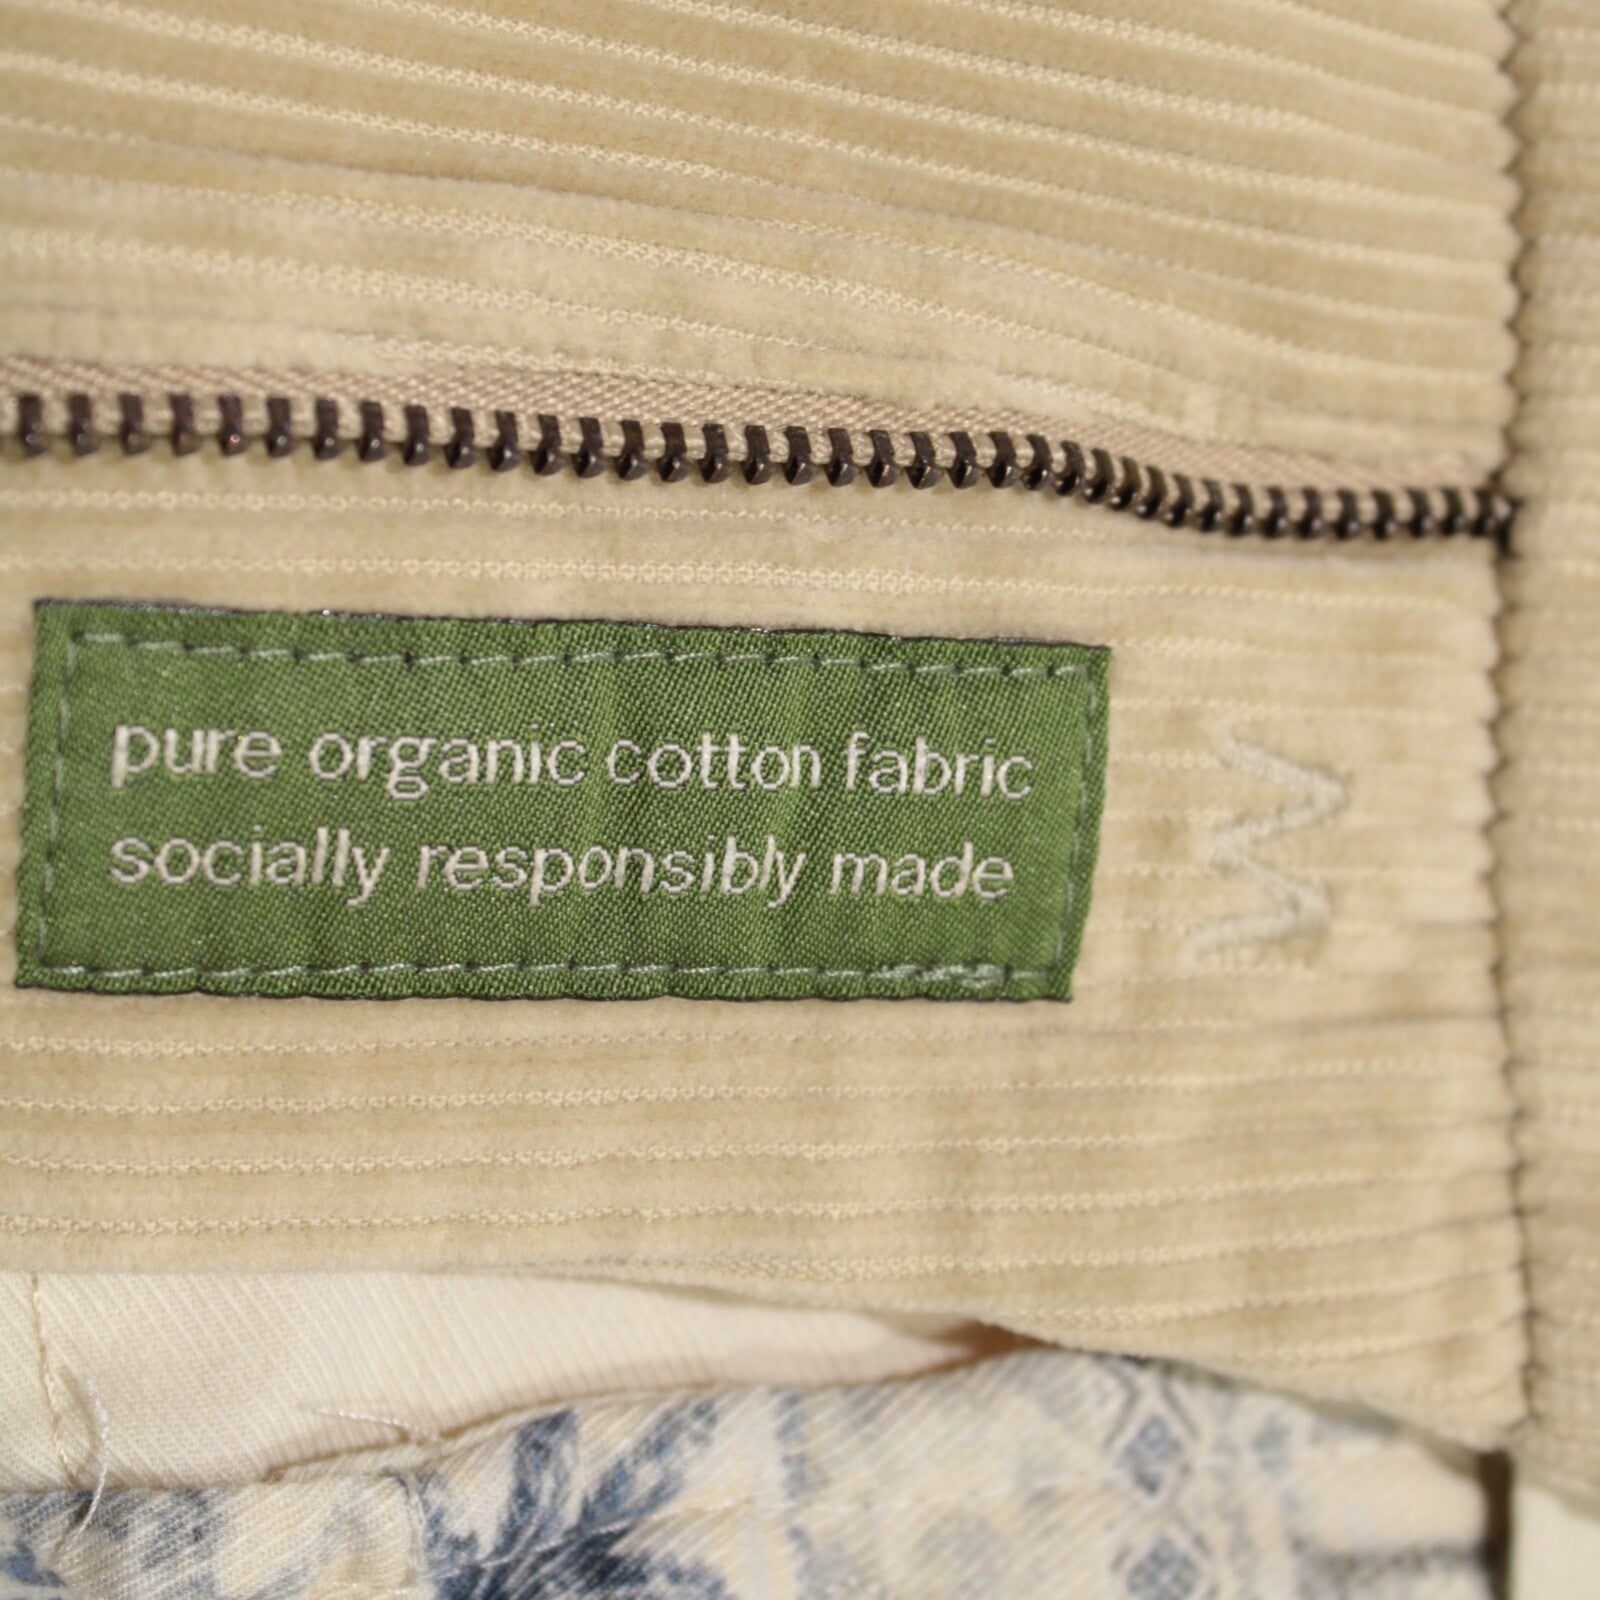 pure organic cotton fabric
socially responsibly made